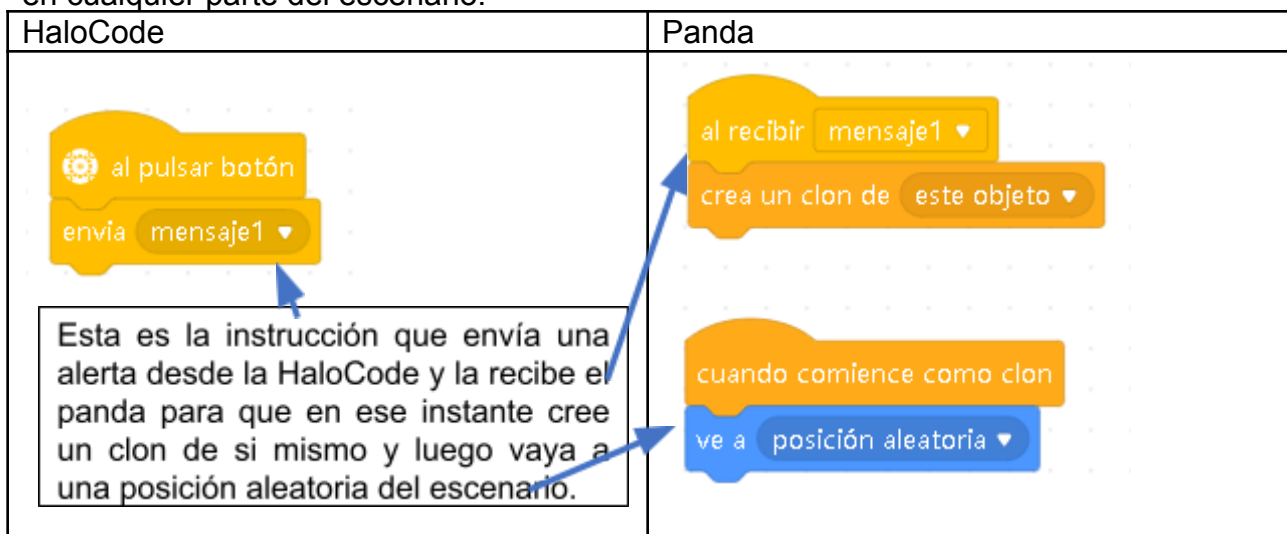 en cualquier parte del escenario.
HaloCode
Panda
al pulsar botón
envia mensaje1
Esta es la instrucción que envía una
alerta desde la HaloCode y la recibe el
panda para que en ese instante cree
un clon de si mismo y luego vaya a
una posición aleatoria del escenario.
al recibir mensaje1
crea un clon de este objeto
cuando comience como clon
ve a posición aleatoria